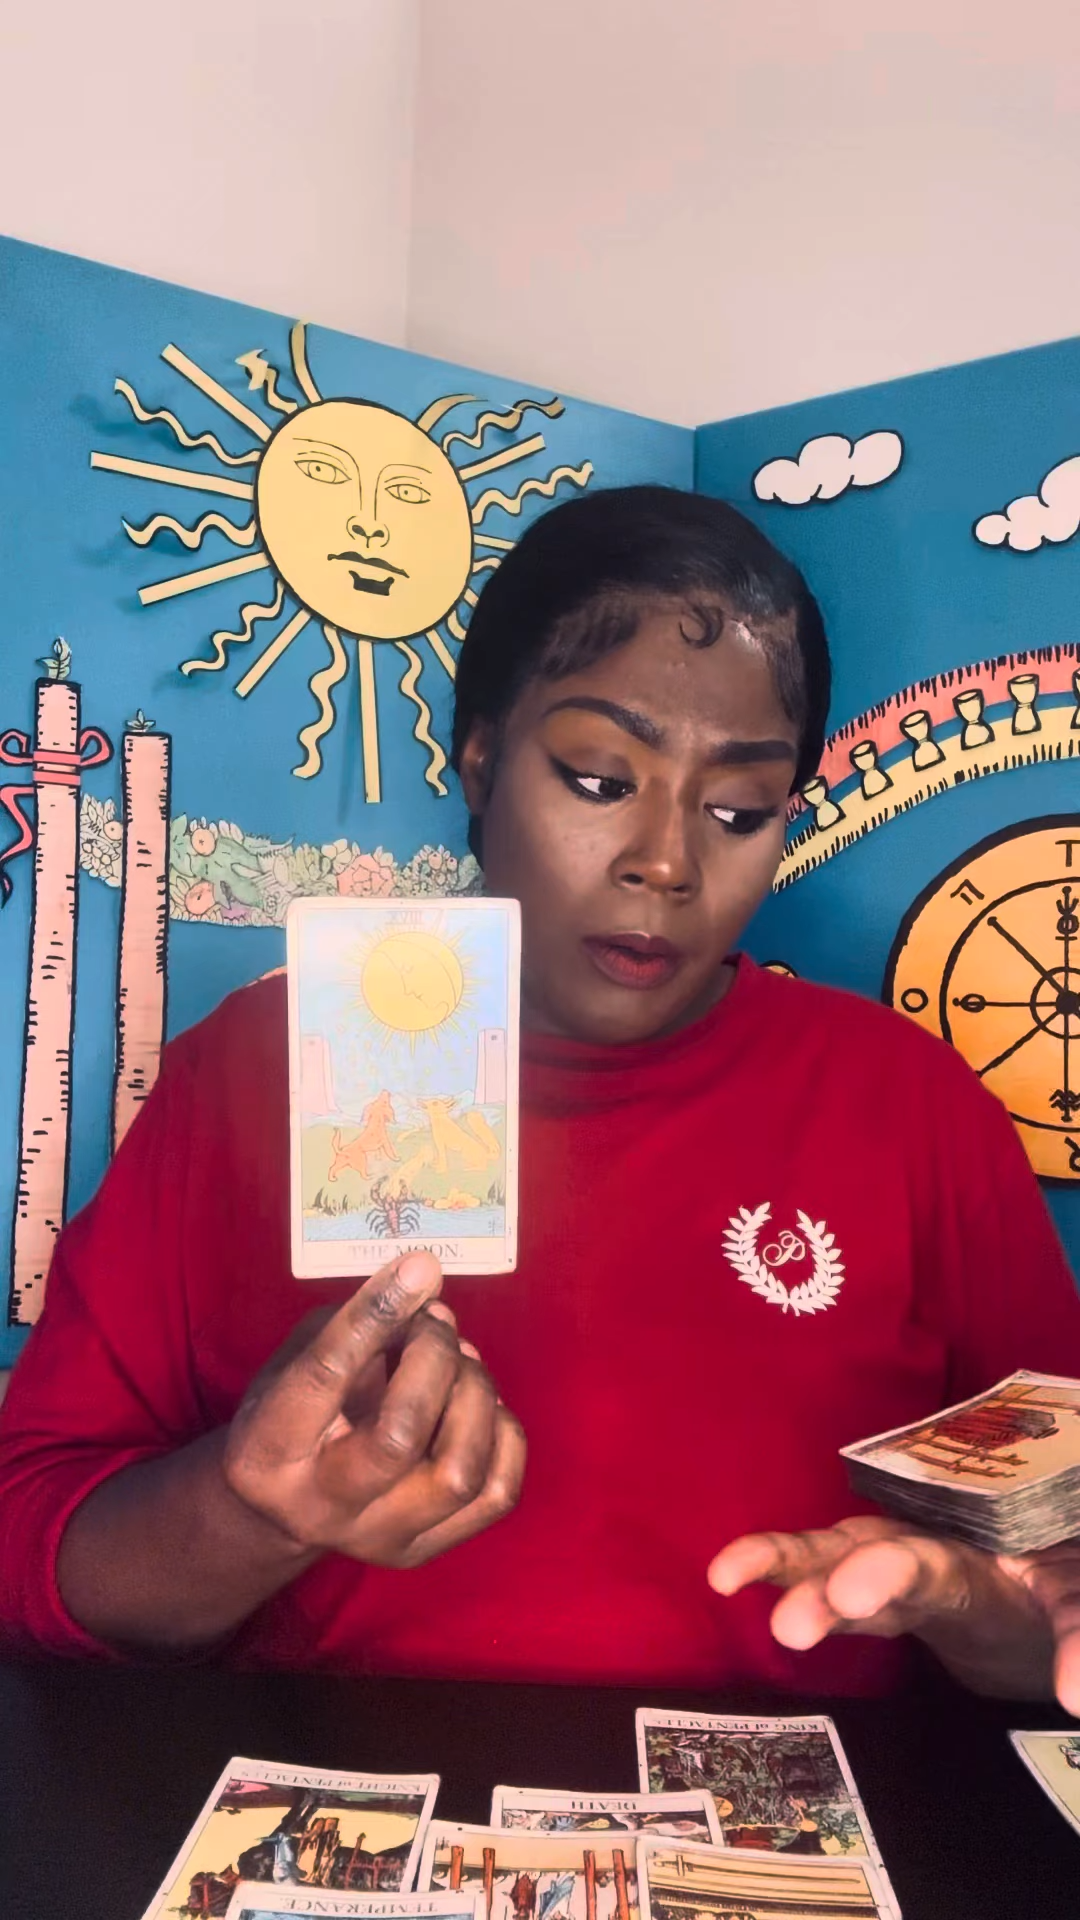 T
O
R
XVIII
THE MOON.
P
KING of PENTACLES
KNIGHT of PENTACLES
DEATH
TEMPERANCE